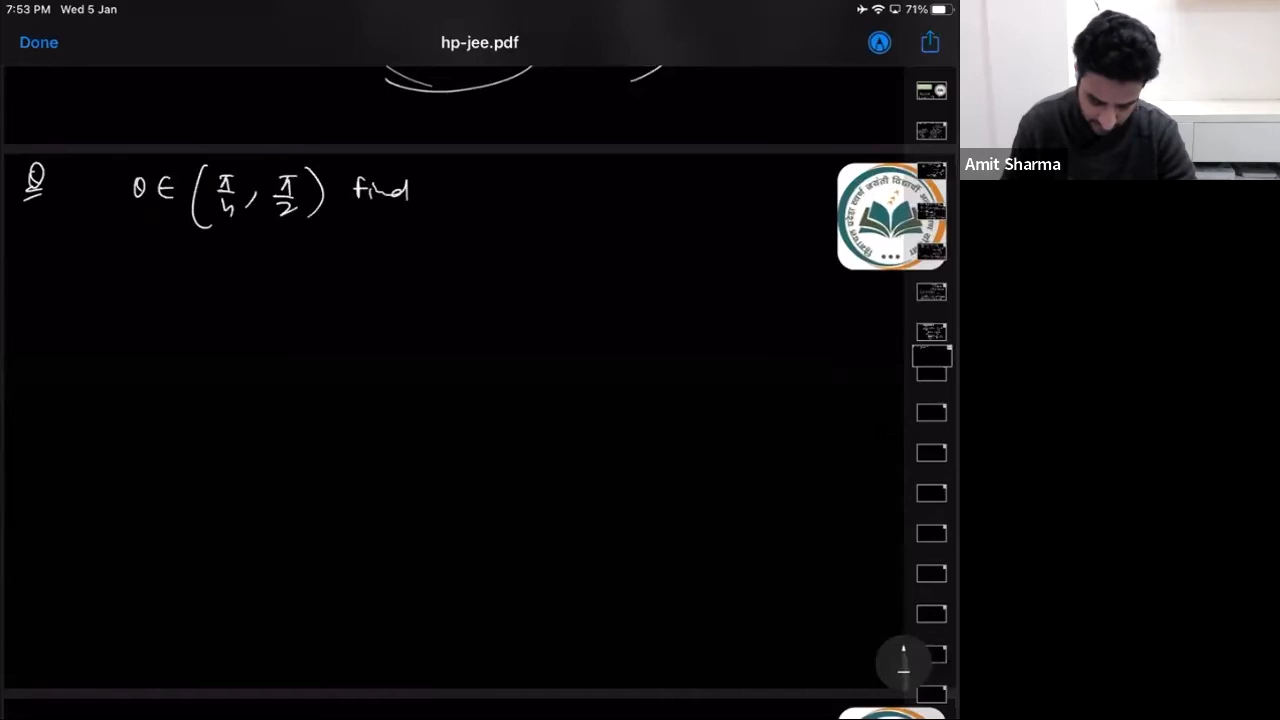 7:53 PM Wed 5 Jan
71%
Done
hp-jee.pdf
Q θ ∈ (π/4, π/2) find
Amit Sharma